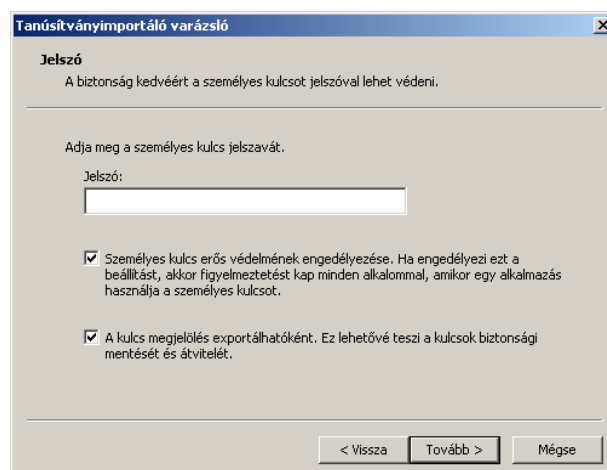 Tanúsítványimportáló varázsló
Jelszó
A biztonság kedvéért a személyes kulcsot jelszóval lehet védeni.
Adja meg a személyes kulcs jelszavát.
Jelszó:
Személyes kulcs erős védelmének engedélyezése. Ha engedélyezi ezt a
beállítást, akkor figyelmeztetést kap minden alkalommal, amikor egy alkalmazás
használja a személyes kulcsot.
A kulcs megjelölés exportálhatóként. Ez lehetővé teszi a kulcsok biztonsági
mentését és átvitelét.
< Vissza Tovább > Mégse